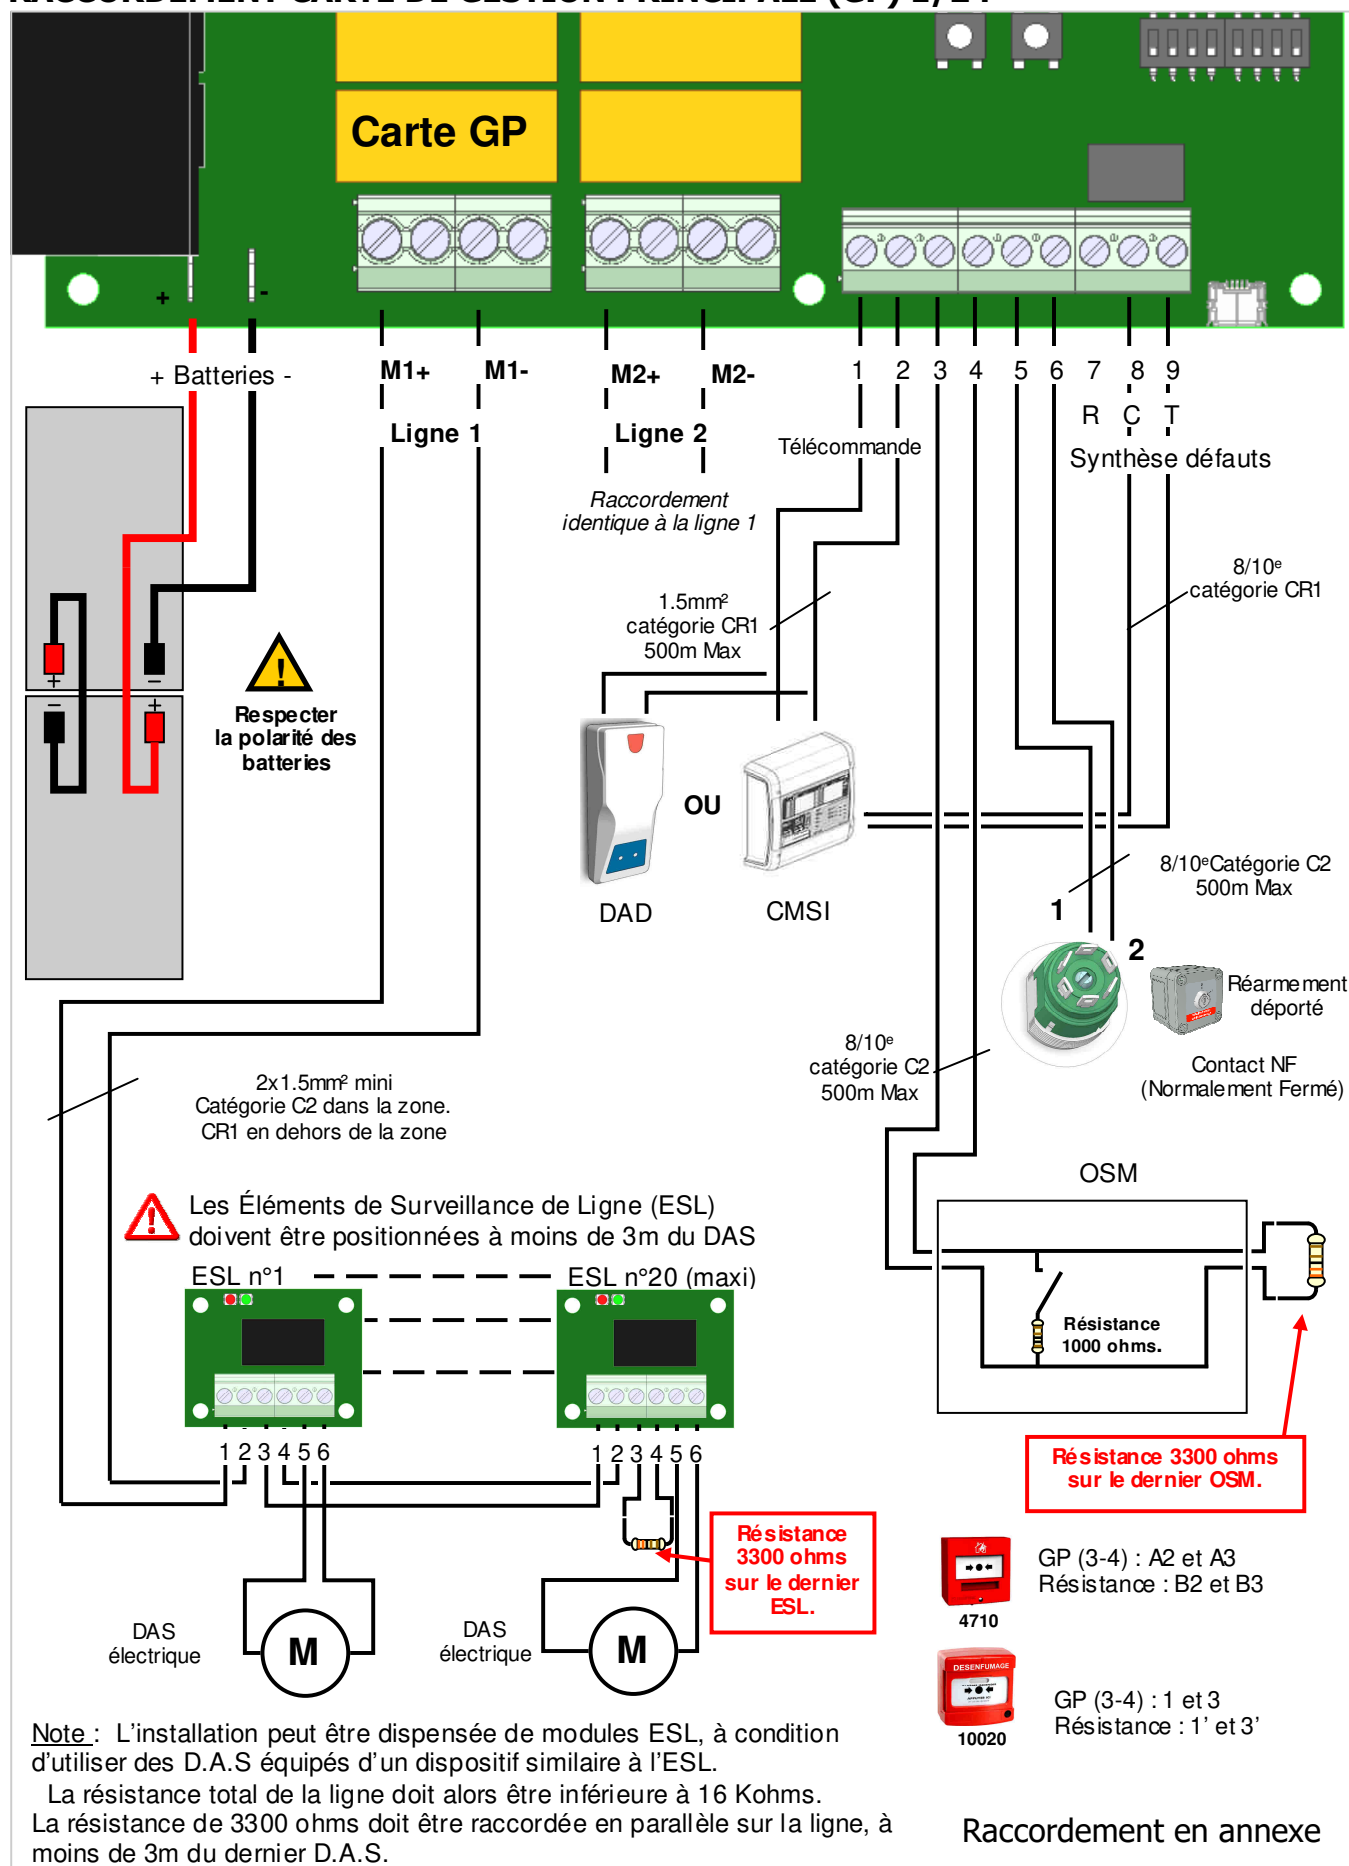 Carte GP
+ -
+ Batteries -
M1+ M1- M2+ M2- 1 2 3 4 5 6 7 8 9
R C T
Ligne 1 Ligne 2
Télécommande
Synthèse défauts
Raccordement
identique à la ligne 1
8/10e
catégorie CR1
1.5mm²
catégorie CR1
500m Max
+ -
- +
!
Respecter
la polarité des
batteries
OU
DAD CMSI
8/10e Catégorie C2
500m Max
1
2
Réarmement
déporté
Contact NF
(Normalement Fermé)
8/10e
catégorie C2
500m Max
2x1.5mm² mini
Catégorie C2 dans la zone.
CR1 en dehors de la zone
OSM
Les Éléments de Surveillance de Ligne (ESL)
doivent être positionnées à moins de 3m du DAS
ESL n°1 ESL n°20 (maxi)
Résistance
1000 ohms.
1 2 3 4 5 6 1 2 3 4 5 6
Résistance 3300 ohms
sur le dernier OSM.
Résistance
3300 ohms
sur le dernier
ESL.
GP (3-4) : A2 et A3
Résistance : B2 et B3
4710
DAS
électrique
M
DAS
électrique
M
DESENFUMAGE
10020
GP (3-4) : 1 et 3
Résistance : 1' et 3'
Note : L'installation peut être dispensée de modules ESL, à condition
d'utiliser des D.A.S équipés d'un dispositif similaire à l'ESL.
La résistance total de la ligne doit alors être inférieure à 16 Kohms.
La résistance de 3300 ohms doit être raccordée en parallèle sur la ligne, à
moins de 3m du dernier D.A.S.
Raccordement en annexe